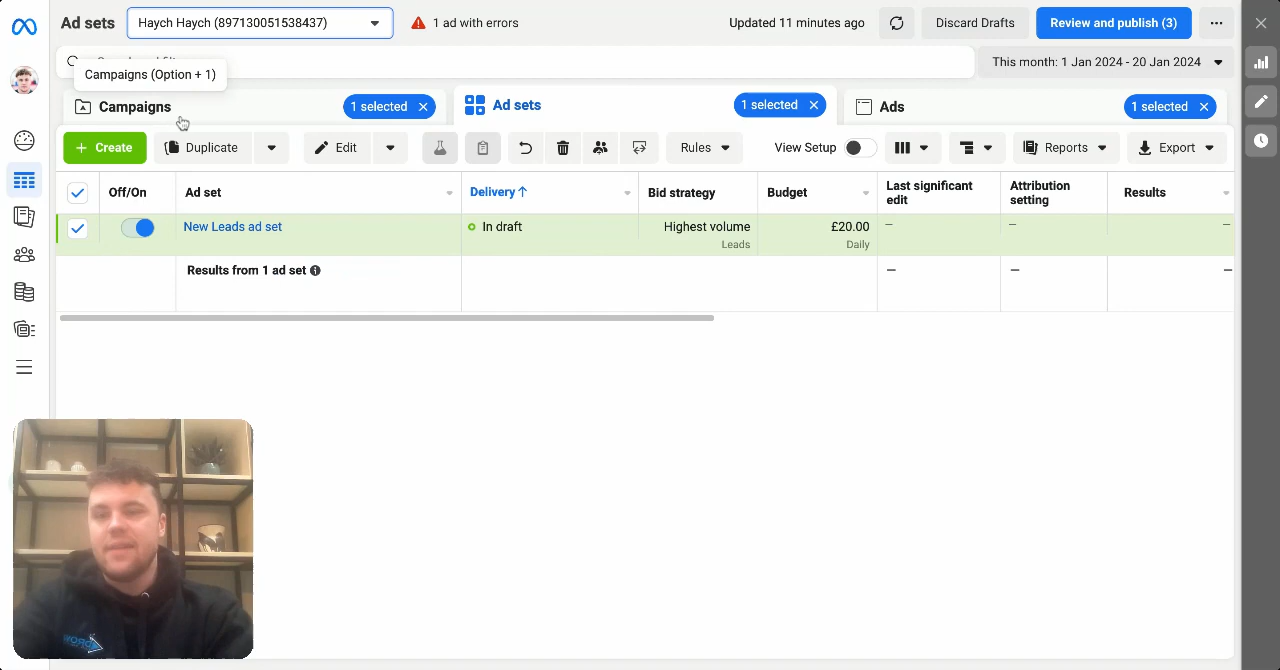 Ad sets
Haych Haych (897130051538437)
1 ad with errors
Updated 11 minutes ago
Discard Drafts
Review and publish (3)
Campaigns (Option + 1)
This month: 1 Jan 2024 - 20 Jan 2024
Campaigns
1 selected
Ad sets
1 selected
Ads
1 selected
Create
Duplicate
Edit
Rules
View Setup
Reports
Export
Off/On
Ad set
Delivery
Bid strategy
Budget
Last significant edit
Attribution setting
Results
New Leads ad set
In draft
Highest volume
Leads
£20.00
Daily
Results from 1 ad set